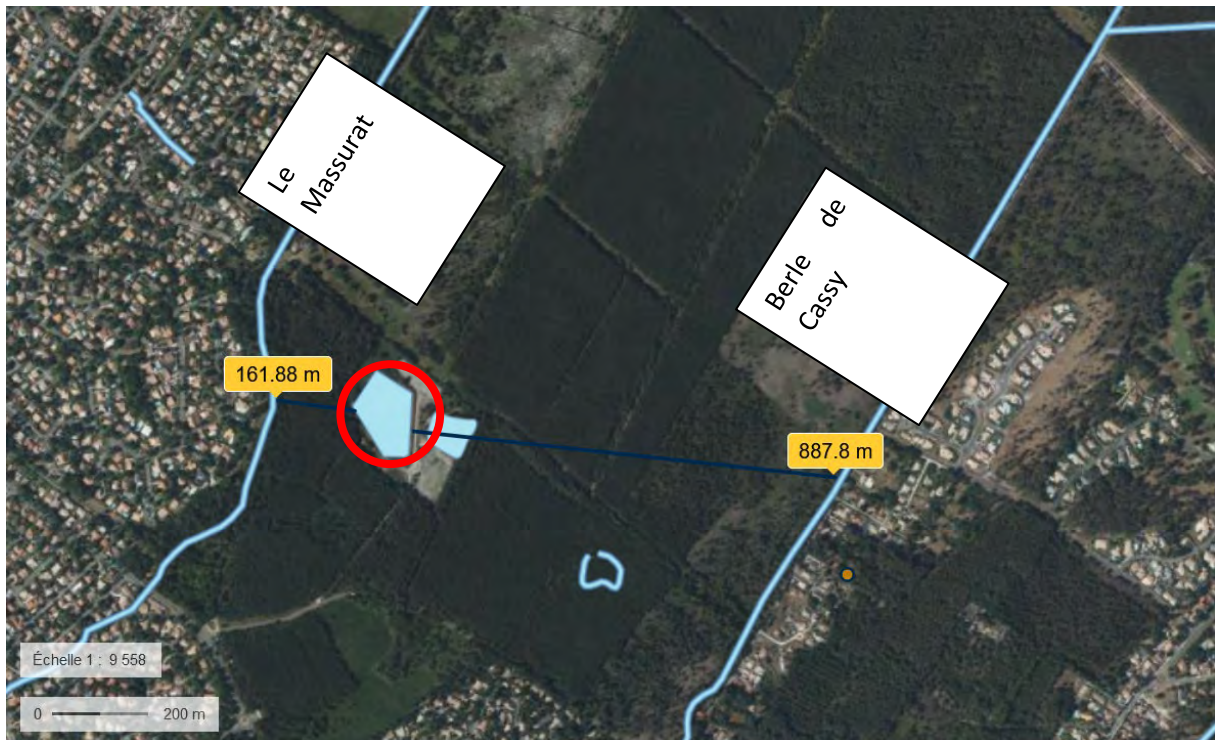 Le
Massurat
Berle de
Cassy
161.88 m
887.8 m
Échelle 1 : 9 558
0 200 m